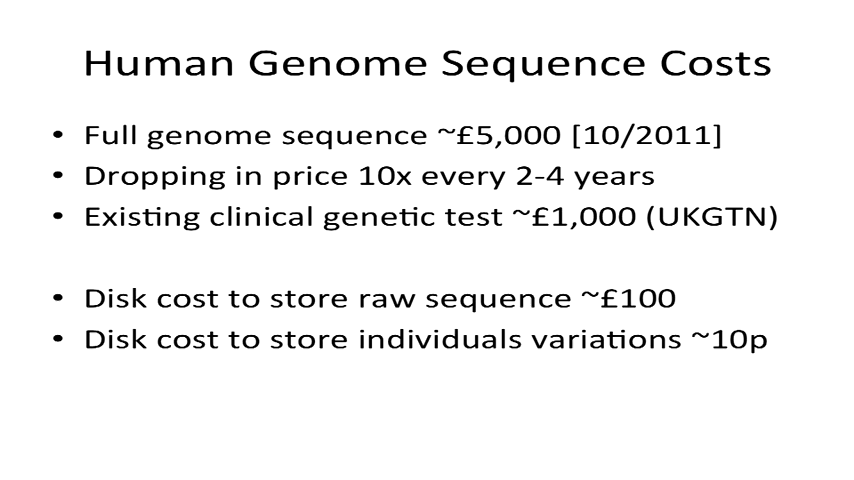 Human Genome Sequence Costs
• Full genome sequence ~£5,000 [10/2011]
• Dropping in price 10x every 2-4 years
• Existing clinical genetic test ~£1,000 (UKGTN)
• Disk cost to store raw sequence ~£100
• Disk cost to store individuals variations ~10p